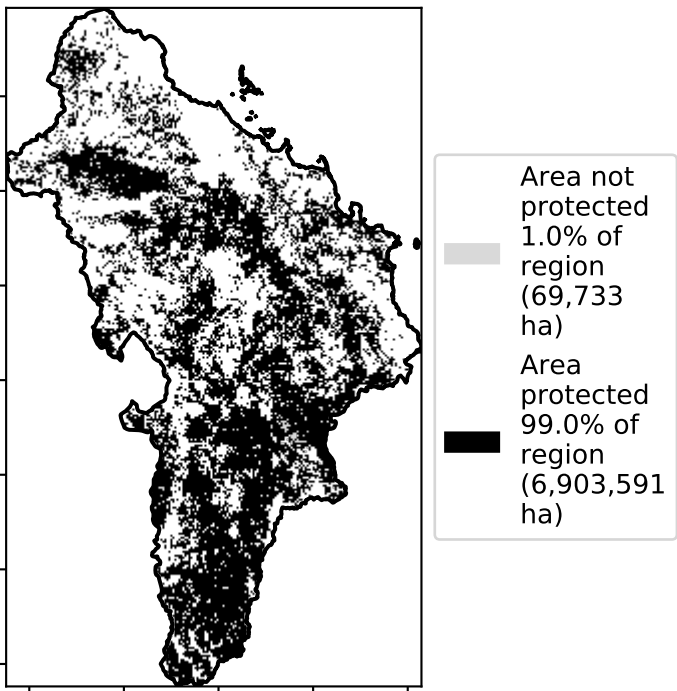 Area not
protected
1.0% of
region
(69,733
ha)
Area
protected
99.0% of
region
(6,903,591
ha)